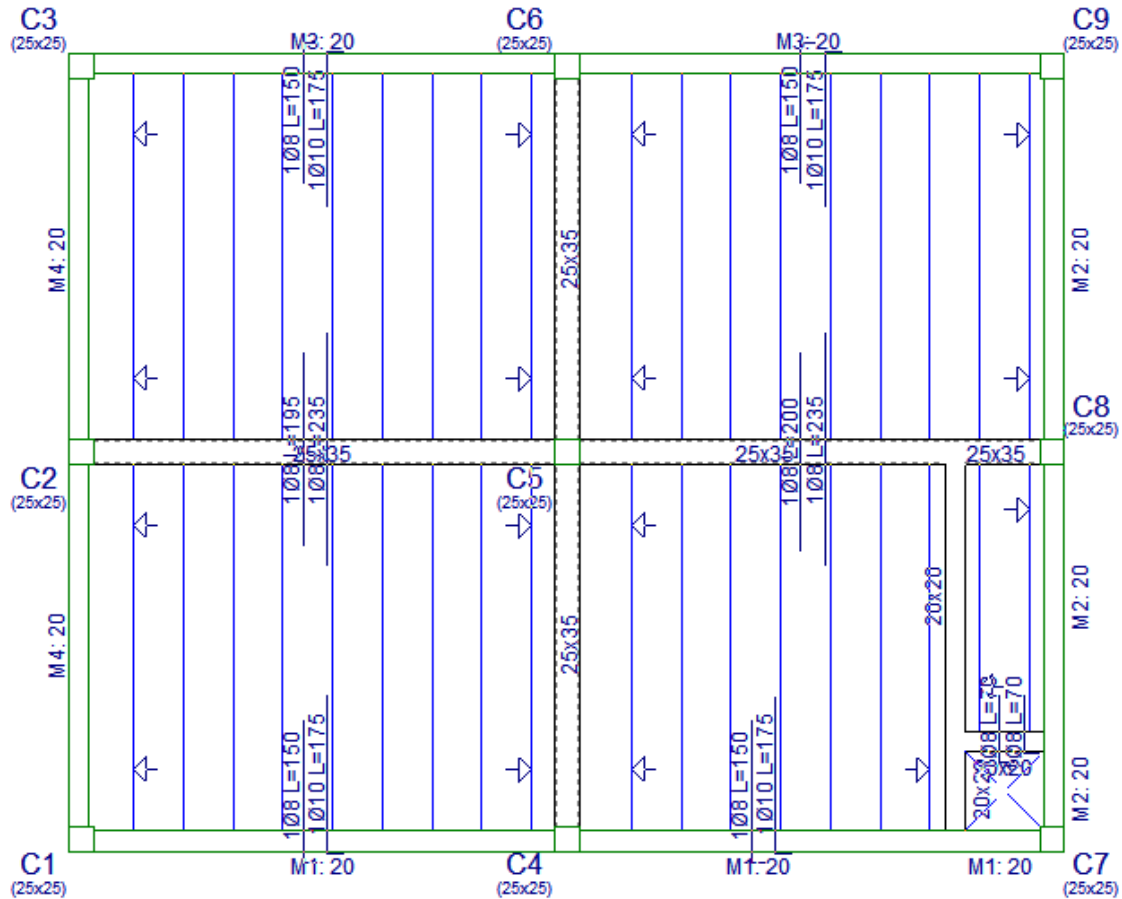 C3
(25x25)
C6
(25x25)
C9
(25x25)
M3: 20
M3: 20
1Ø8 L=150
1Ø10 L=175
1Ø8 L=150
1Ø10 L=175
M4: 20
25x35
M2: 20
1Ø8 L=195
1Ø8 L=235
1Ø8 L=200
1Ø8 L=235
C8
(25x25)
25x35
25x35
25x35
C2
(25x25)
C5
(25x25)
M4: 20
25x35
20x20
M2: 20
1Ø8 L=150
1Ø10 L=175
1Ø8 L=150
1Ø10 L=175
L=70
M2: 20
C1
(25x25)
M1: 20
C4
(25x25)
M1: 20
M1: 20
C7
(25x25)